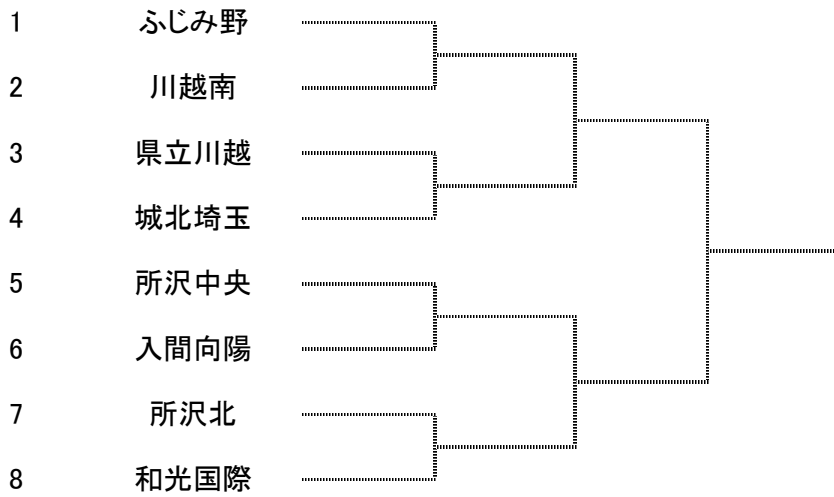 1 ふじみ野
2 川越南
3 県立川越
4 城北埼玉
5 所沢中央
6 入間向陽
7 所沢北
8 和光国際